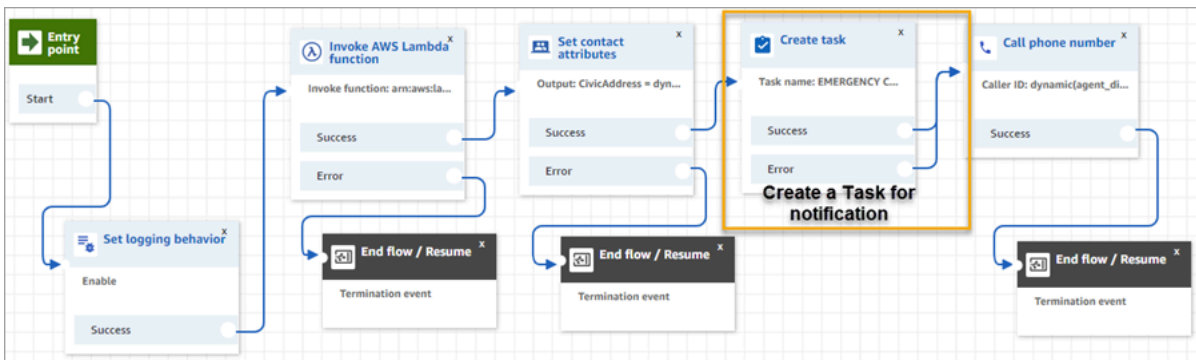 Entry
point
Start
Set logging behavior
x
Enable
Success
Invoke AWS Lambda
function
x
Invoke function: arn:aws:la...
Success
Error
End flow / Resume
x
Termination event
Set contact
attributes
x
Output: CivicAddress = dyn...
Success
Error
End flow / Resume
x
Termination event
Create task
x
Task name: EMERGENCY C...
Success
Error
Create a Task for
notification
Call phone number
x
Caller ID: dynamic(agent_di...
Success
End flow / Resume
x
Termination event